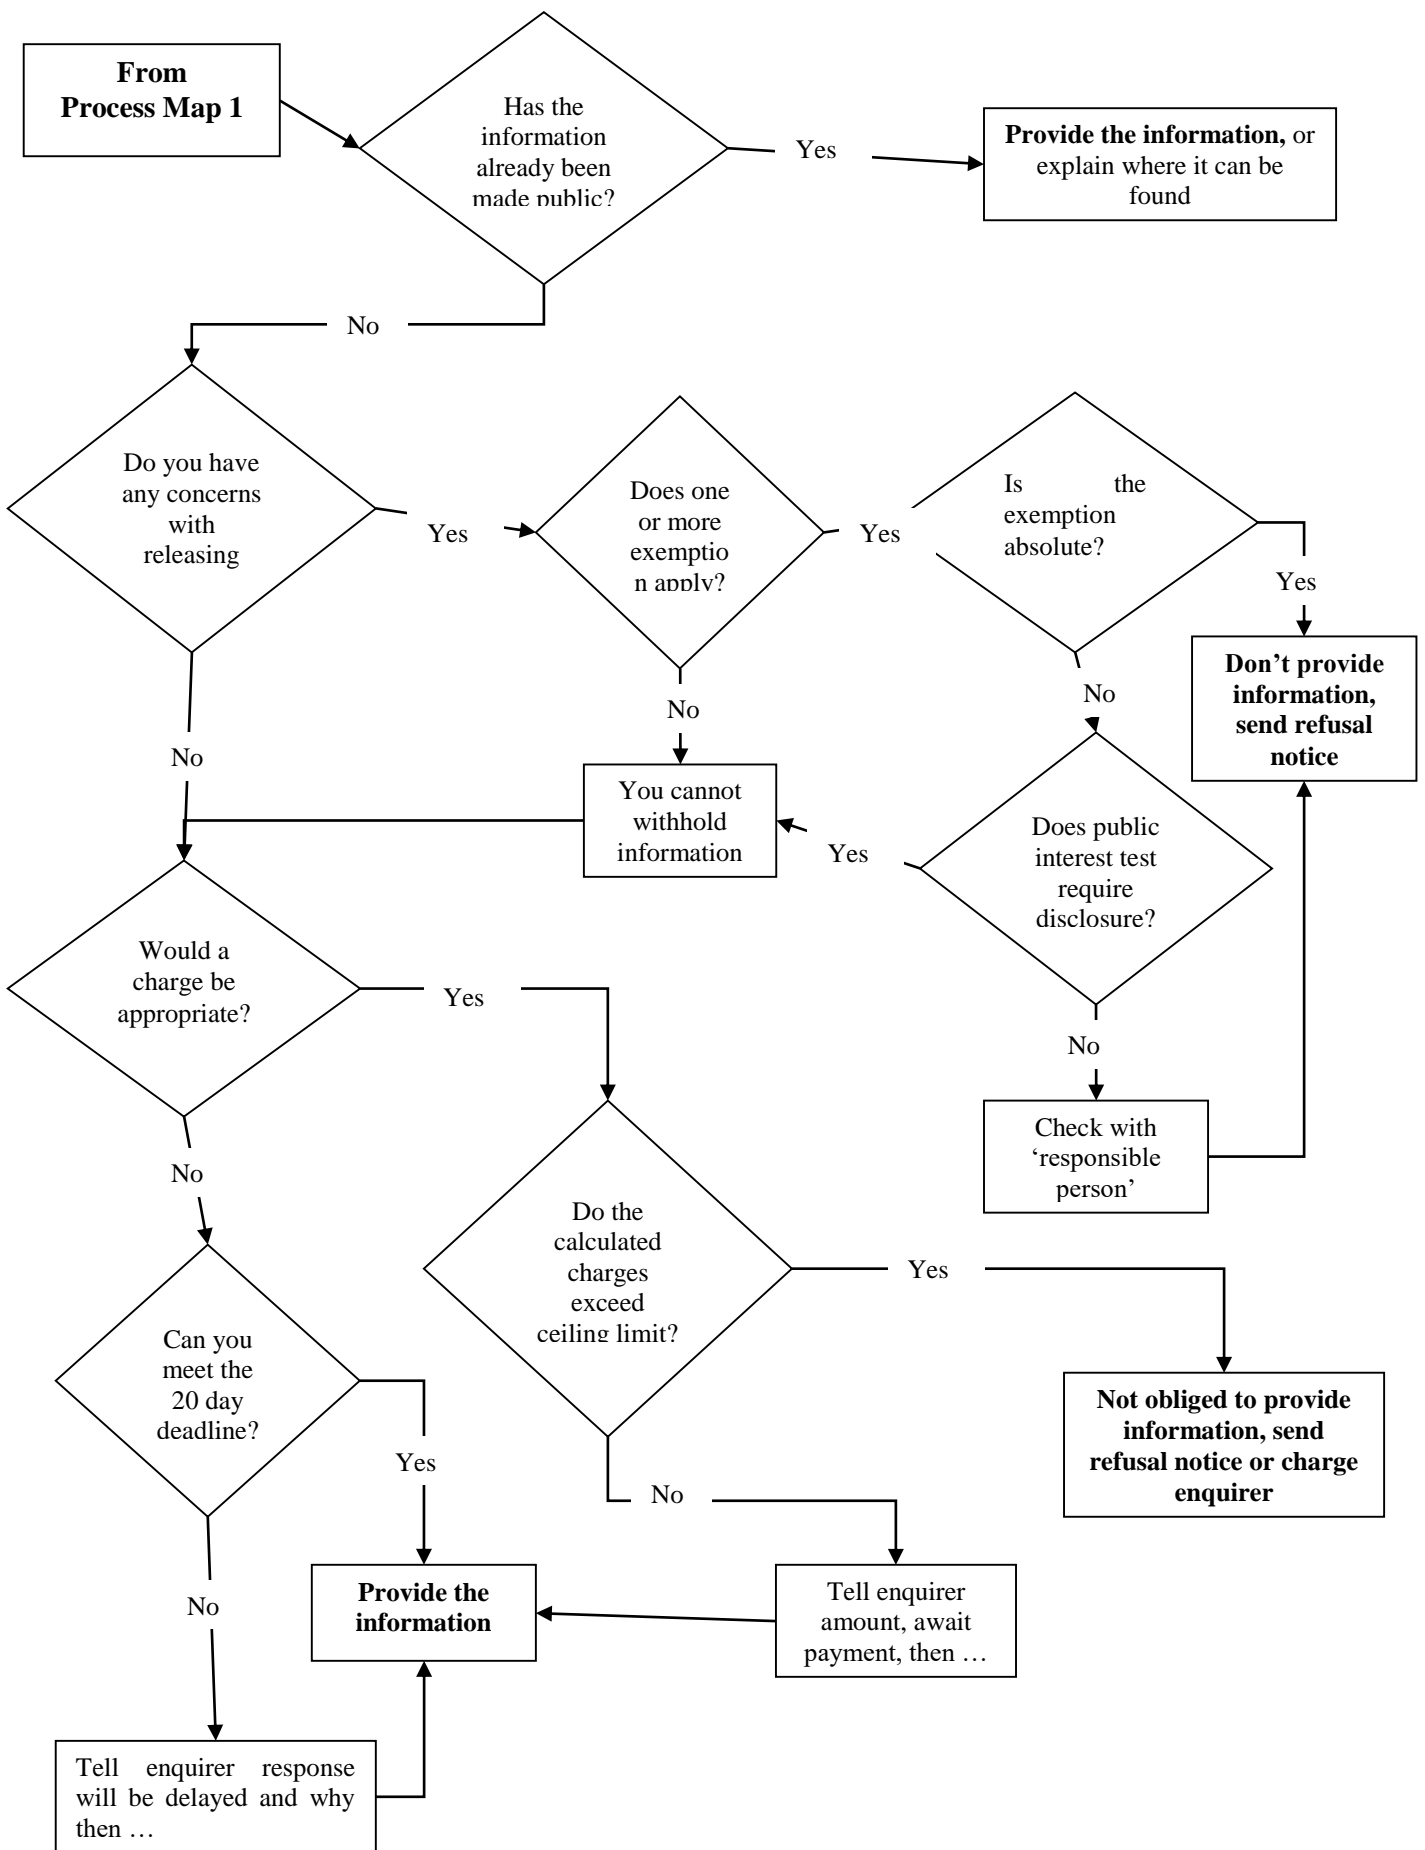 From
Process Map 1
Has the
information
already been
made public?
Yes
Provide the information, or
explain where it can be
found
No
Do you have
any concerns
with
releasing
Yes
Does one
or more
exemptio
n apply?
Yes
Is the
exemption
absolute?
Yes
Don’t provide
information,
send refusal
notice
No
No
No
You cannot
withhold
information
Yes
Does public
interest test
require
disclosure?
Would a
charge be
appropriate?
Yes
No
Check with
‘responsible
person’
No
Do the
calculated
charges
exceed
ceiling limit?
Yes
Can you
meet the
20 day
deadline?
Yes
Not obliged to provide
information, send
refusal notice or charge
enquirer
No
No
Provide the
information
Tell enquirer
amount, await
payment, then …
Tell enquirer response
will be delayed and why
then …